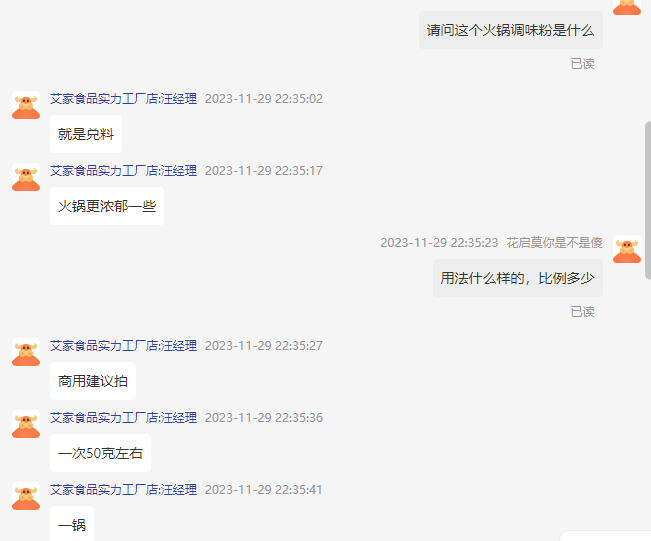 请问这个火锅调味粉是什么
已读
艾家食品实力工厂店:汪经理 2023-11-29 22:35:02
就是兑料
艾家食品实力工厂店:汪经理 2023-11-29 22:35:17
火锅更浓郁一些
2023-11-29 22:35:23 花启莫你是不是傻
用法什么样的，比例多少
已读
艾家食品实力工厂店:汪经理 2023-11-29 22:35:27
商用建议拍
艾家食品实力工厂店:汪经理 2023-11-29 22:35:36
一次50克左右
艾家食品实力工厂店:汪经理 2023-11-29 22:35:41
一锅